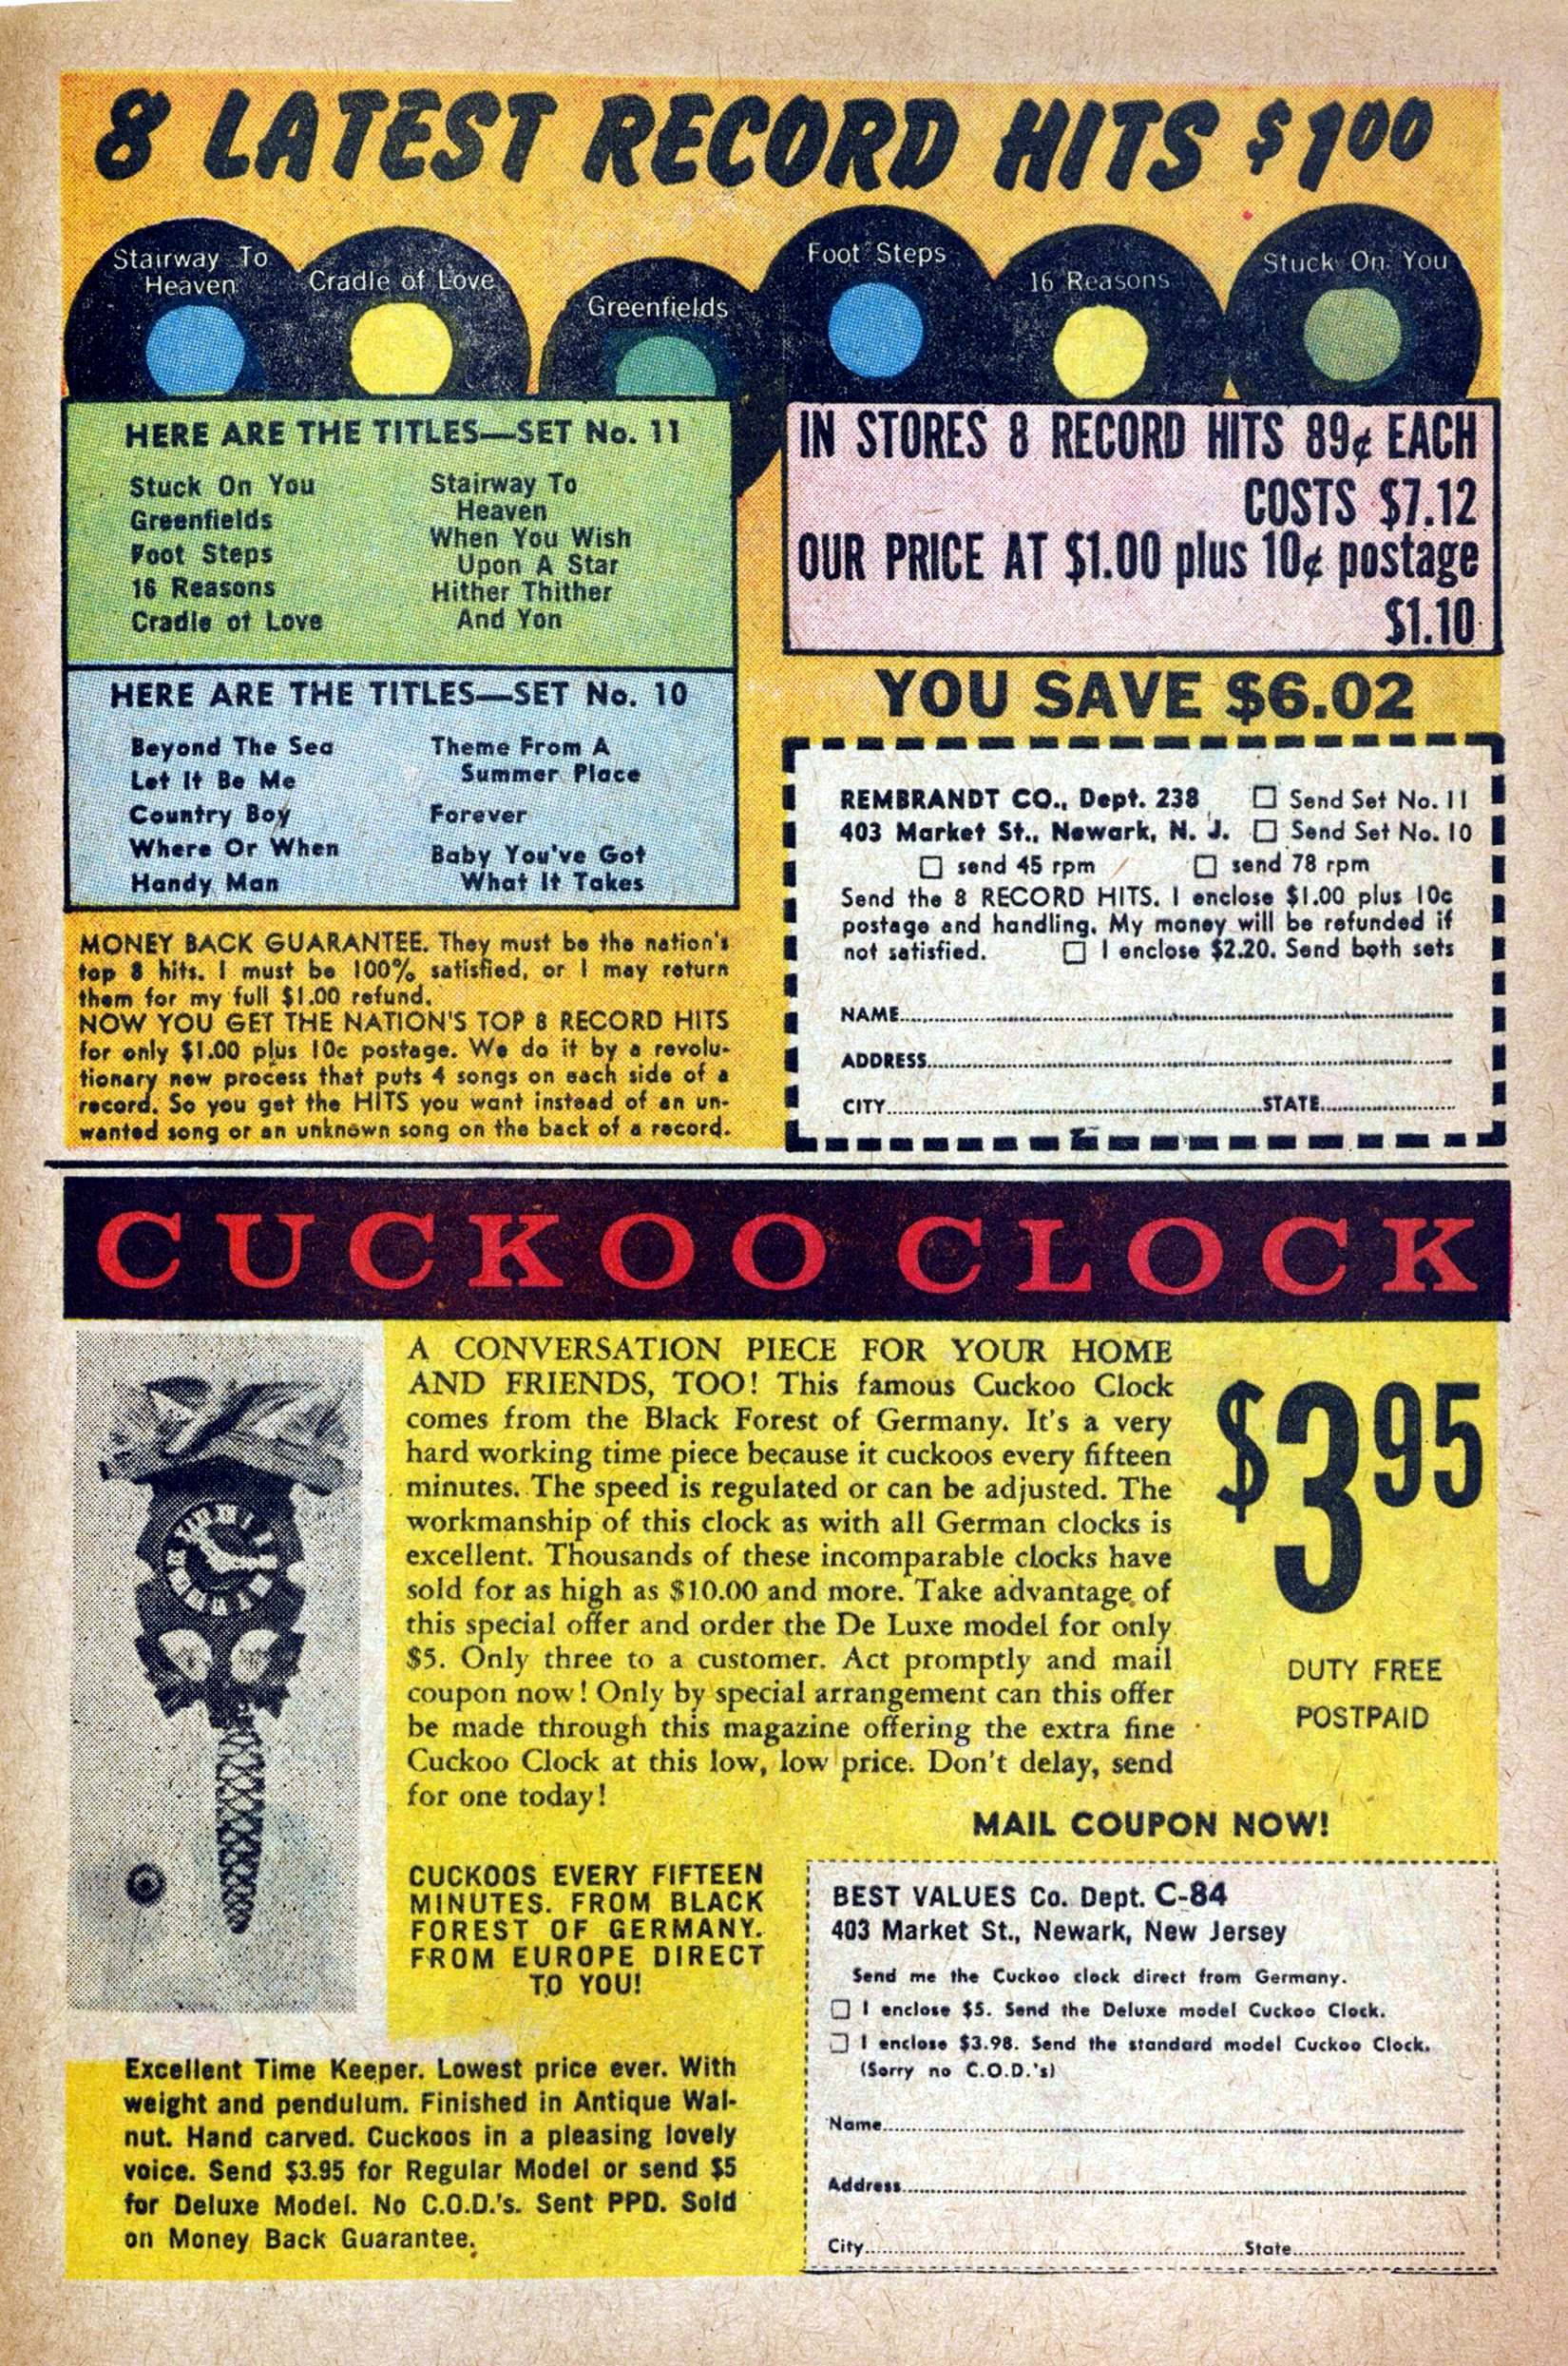 8 LATEST RECORD HITS $1.00
Stairway To
Heaven
Cradle of Love
Greenfields
Foot Steps
16 Reasons
Stuck On You
HERE ARE THE TITLES—SET No. 11
Stuck On You
Greenfields
Foot Steps
16 Reasons
Cradle of Love
Stairway To
Heaven
When You Wish
Upon A Star
Hither Thither
And Yon
HERE ARE THE TITLES—SET No. 10
Beyond The Sea
Let It Be Me
Country Boy
Where Or When
Handy Man
Theme From A
Summer Place
Forever
Baby You've Got
What It Takes
MONEY BACK GUARANTEE. They must be the nation's
top 8 hits. I must be 100% satisfied, or I may return
them for my full $1.00 refund.
NOW YOU GET THE NATION'S TOP 8 RECORD HITS
for only $1.00 plus 10c postage. We do it by a revolu-
tionary new process that puts 4 songs on each side of a
record. So you get the HITS you want instead of an un-
wanted song or an unknown song on the back of a record.
IN STORES 8 RECORD HITS 89¢ EACH
COSTS $7.12
OUR PRICE AT $1.00 plus 10¢ postage
$1.10
YOU SAVE $6.02
REMBRANDT CO., Dept. 238 ☐ Send Set No. 11
403 Market St., Newark, N. J. ☐ Send Set No. 10
☐ send 45 rpm ☐ send 78 rpm
Send the 8 RECORD HITS. I enclose $1.00 plus 10c
postage and handling. My money will be refunded if
not satisfied. ☐ I enclose $2.20. Send both sets
NAME
ADDRESS
CITY STATE
CUCKOO CLOCK
A CONVERSATION PIECE FOR YOUR HOME
AND FRIENDS, TOO! This famous Cuckoo Clock
comes from the Black Forest of Germany. It's a very
hard working time piece because it cuckoos every fifteen
minutes. The speed is regulated or can be adjusted. The
workmanship of this clock as with all German clocks is
excellent. Thousands of these incomparable clocks have
sold for as high as $10.00 and more. Take advantage of
this special offer and order the De Luxe model for only
$5. Only three to a customer. Act promptly and mail
coupon now! Only by special arrangement can this offer
be made through this magazine offering the extra fine
Cuckoo Clock at this low, low price. Don't delay, send
for one today!
$3.95
DUTY FREE
POSTPAID
CUCKOOS EVERY FIFTEEN
MINUTES. FROM BLACK
FOREST OF GERMANY.
FROM EUROPE DIRECT
TO YOU!
Excellent Time Keeper. Lowest price ever. With
weight and pendulum. Finished in Antique Wal-
nut. Hand carved. Cuckoos in a pleasing lovely
voice. Send $3.95 for Regular Model or send $5
for Deluxe Model. No C.O.D.'s. Sent PPD. Sold
on Money Back Guarantee.
MAIL COUPON NOW!
BEST VALUES Co. Dept. C-84
403 Market St., Newark, New Jersey
Send me the Cuckoo clock direct from Germany.
☐ I enclose $5. Send the Deluxe model Cuckoo Clock.
☐ I enclose $3.98. Send the standard model Cuckoo Clock.
(Sorry no C.O.D.'s)
Name
Address
City State